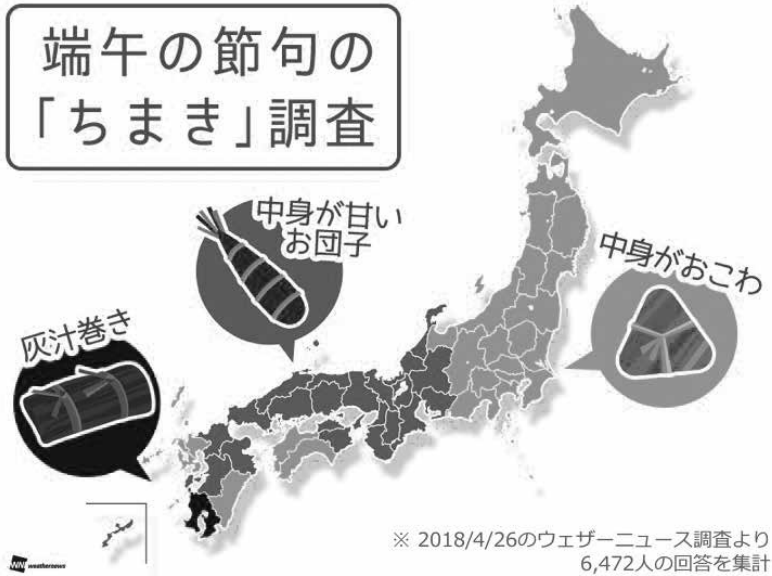 端午の節句の
「ちまき」調査
中身が甘い
お団子
中身がおこわ
灰汁巻き
※ 2018/4/26のウェザーニュース調査より
6,472人の回答を集計
WNI weathernews